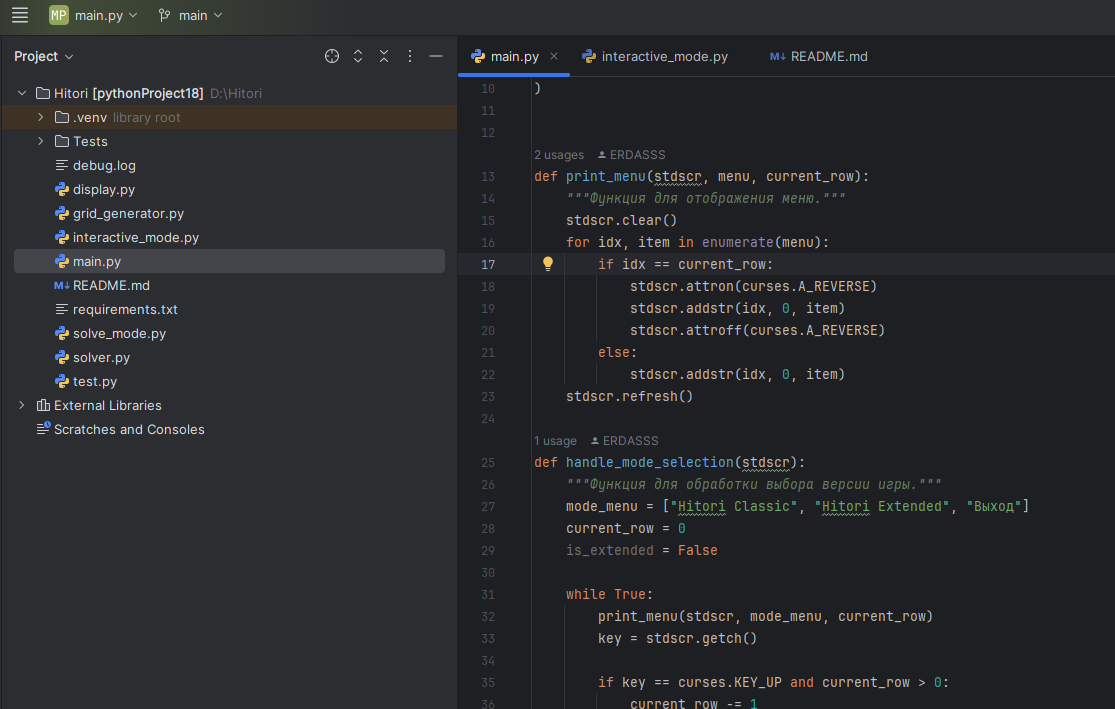 MP main.py main
Project
Hitori [pythonProject18] D:\Hitori
.venv library root
Tests
debug.log
display.py
grid_generator.py
interactive_mode.py
main.py
README.md
requirements.txt
solve_mode.py
solver.py
test.py
External Libraries
Scratches and Consoles
main.py interactive_mode.py M↓ README.md
10 )
11
12
2 usages ERDASSS
13 def print_menu(stdscr, menu, current_row):
14 """Функция для отображения меню."""
15 stdscr.clear()
16 for idx, item in enumerate(menu):
17 if idx == current_row:
18 stdscr.attron(curses.A_REVERSE)
19 stdscr.addstr(idx, 0, item)
20 stdscr.attroff(curses.A_REVERSE)
21 else:
22 stdscr.addstr(idx, 0, item)
23 stdscr.refresh()
24
1 usage ERDASSS
25 def handle_mode_selection(stdscr):
26 """Функция для обработки выбора версии игры."""
27 mode_menu = ["Hitori Classic", "Hitori Extended", "Выход"]
28 current_row = 0
29 is_extended = False
30
31 while True:
32 print_menu(stdscr, mode_menu, current_row)
33 key = stdscr.getch()
34
35 if key == curses.KEY_UP and current_row > 0:
36 current_row -= 1